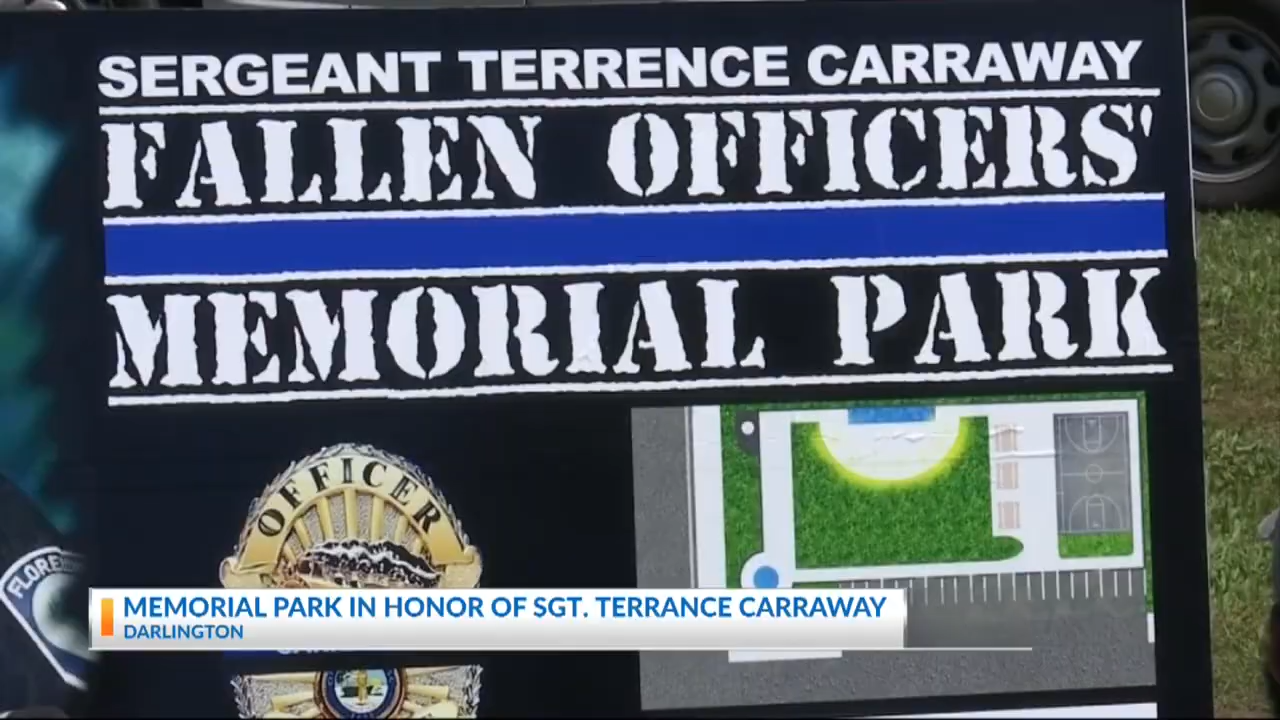 SERGEANT TERRENCE CARRAWAY
FALLEN OFFICERS'
MEMORIAL PARK
OFFICER
MEMORIAL PARK IN HONOR OF SGT. TERRANCE CARRAWAY
DARLINGTON